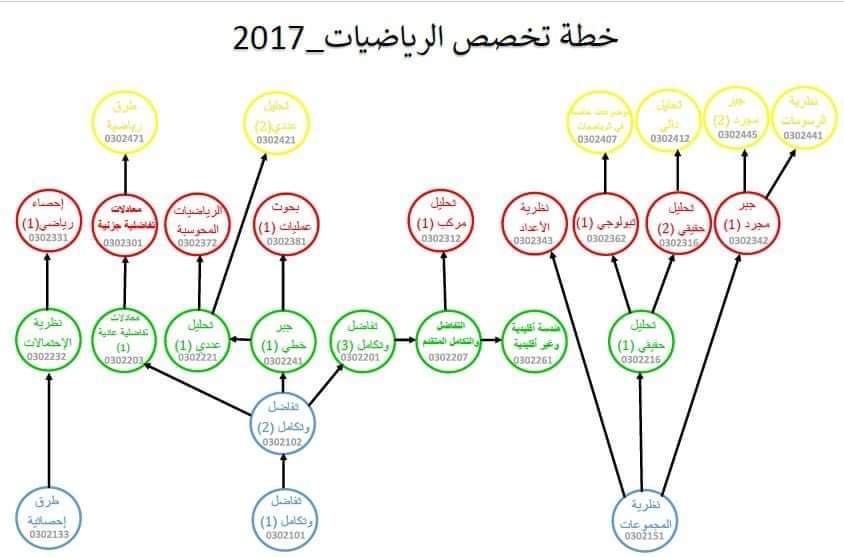 خطة تخصص الرياضيات_2017
طرق
رياضية
0302471
تحليل
عددي(2)
0302421
موضوعات خاصة
في الرياضيات
0302407
تحليل
دالي
0302412
جبر
مجرد (2)
0302445
نظرية
الرسومات
0302441
إحصاء
رياضي(1)
0302331
معادلات
تفاضلية جزئية
0302301
الرياضيات
المحوسبة
0302372
بحوث
عمليات (1)
0302381
تحليل
مركب (1)
0302312
نظرية
الأعداد
0302343
تبولوجي (1)
0302362
تحليل
حقيقي (2)
0302316
جبر
مجرد (1)
0302342
نظرية
الإحتمالات
0302232
معادلات
تفاضلية عادية
(1)
0302203
تحليل
عددي (1)
0302221
جبر
خطي (1)
0302241
تفاضل
وتكامل (3)
0302201
التفاضل
والتكامل المتقدم
0302207
هندسة أقليدية
وغير أقليدية
0302261
تحليل
حقيقي (1)
0302216
تفاضل
وتكامل (2)
0302102
طرق
إحصائية
0302133
تفاضل
وتكامل (1)
0302101
نظرية
المجموعات
0302151